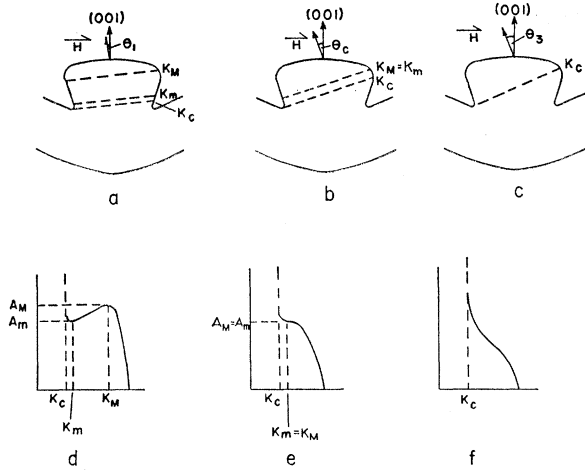 (001)
H
θ1
KM
Km
Kc
a
(001)
H
θc
KM=Km
Kc
b
(001)
H
θ3
Kc
c
AM
Am
Kc
KM
Km
d
AM=Am
Kc
Km=KM
e
Kc
f